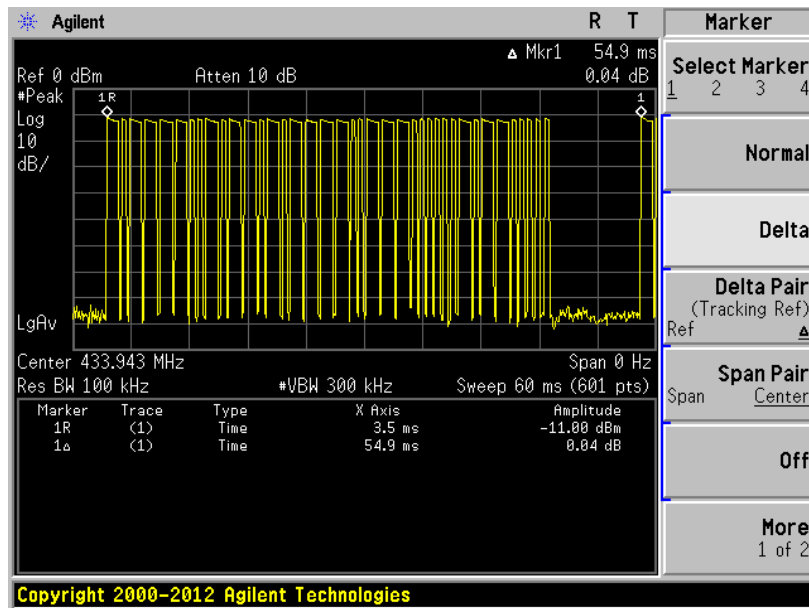 Agilent R T Marker
▵ Mkr1 54.9 ms
Ref 0 dBm Atten 10 dB 0.04 dB
#Peak
Log
10
dB/
1R
1
LgAv
Center 433.943 MHz Span 0 Hz
Res BW 100 kHz #VBW 300 kHz Sweep 60 ms (601 pts)
Marker Trace Type X Axis Amplitude
1R (1) Time 3.5 ms -11.00 dBm
1▵ (1) Time 54.9 ms 0.04 dB
Select Marker
1 2 3 4
Normal
Delta
Delta Pair
(Tracking Ref)
Ref ▵
Span Pair
Span Center
Off
More
1 of 2
Copyright 2000-2012 Agilent Technologies